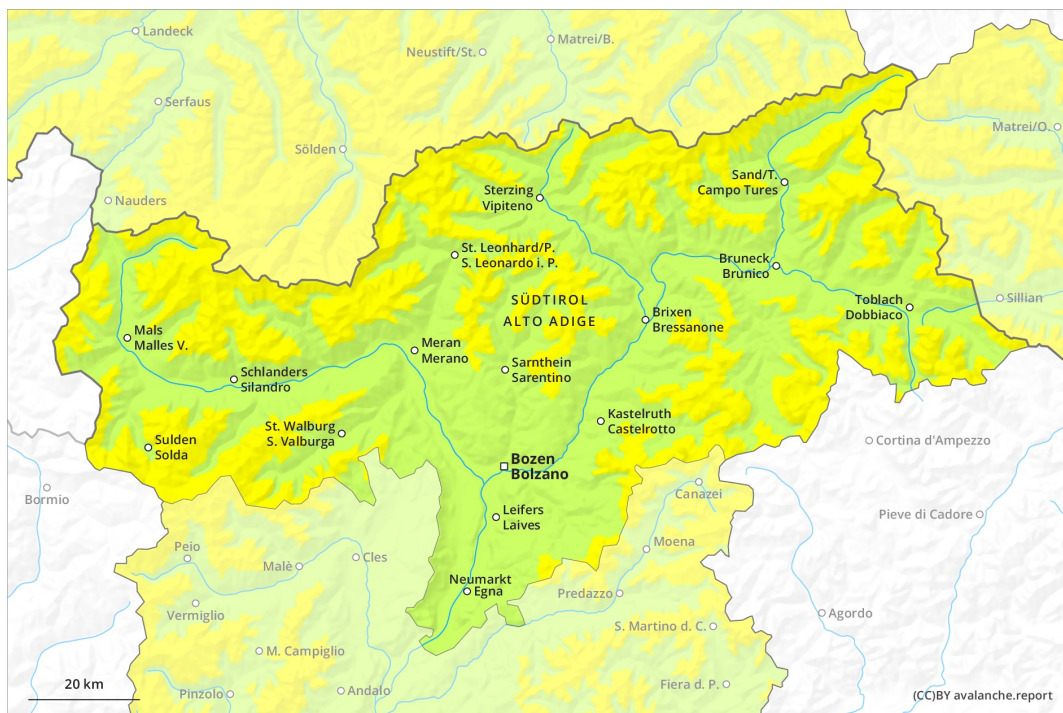 Landeck
Matrei/B.
Neustift/St.
Serfaus
Matrei/O.
Sölden
Sand/T.
Campo Tures
Sterzing
Vipiteno
Nauders
St. Leonhard/P.
S. Leonardo i. P.
Bruneck
Brunico
SÜDTIROL
ALTO ADIGE
Toblach
Dobbiaco
Sillian
Brixen
Bressanone
Mals
Malles V.
Meran
Merano
Sarnthein
Sarentino
Schlanders
Silandro
Kastelruth
Castelrotto
St. Walburg
S. Valburga
Sulden
Solda
Cortina d'Ampezzo
Bozen
Bolzano
Bormio
Canazei
Leifers
Laives
Pieve di Cadore
Peio
Moena
Cles
Malè
Neumarkt
Egna
Predazzo
Vermiglio
Agordo
S. Martino d. C.
M. Campiglio
20 km
Pinzolo
Andalo
Fiera d. P.
(CC)BY avalanche.report